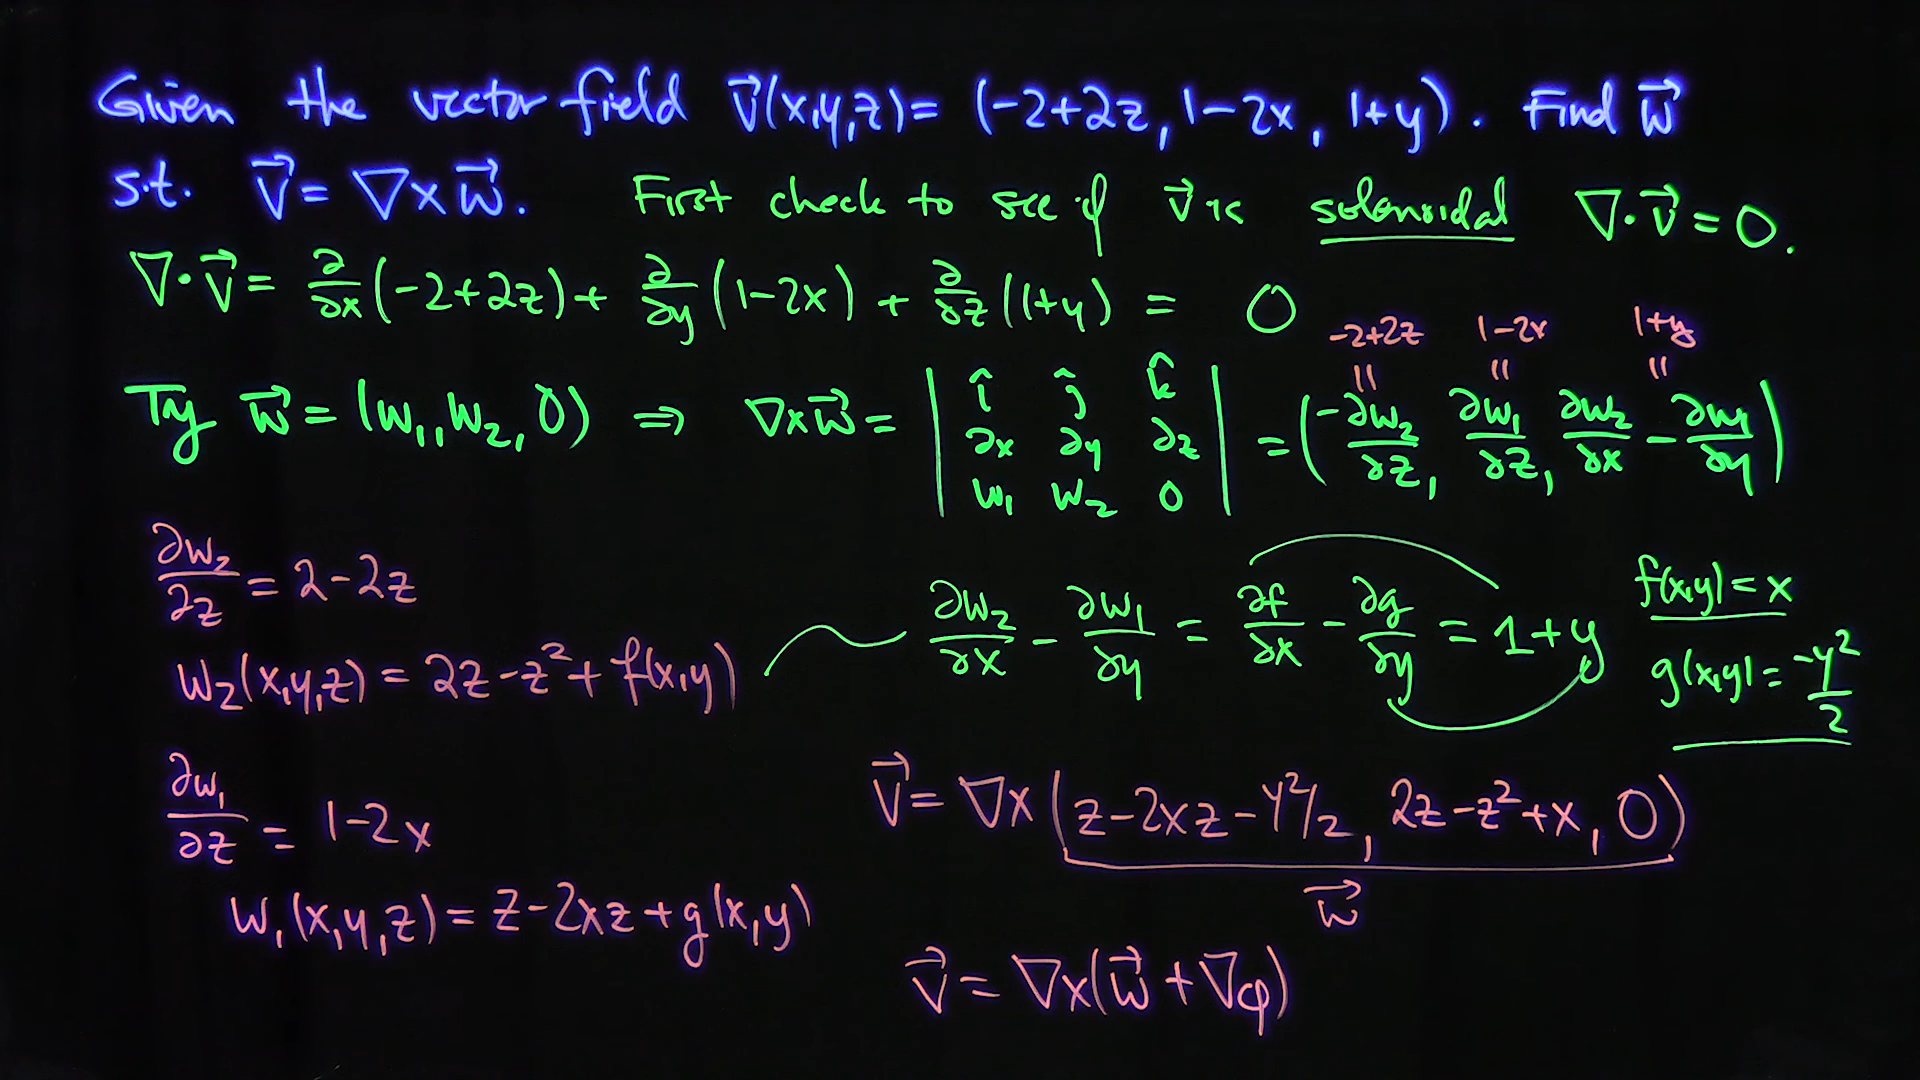 Given the vector field v⃗(x,y,z)= (-2+2z, 1-2x, 1+y). Find w⃗
s.t. v⃗ = ∇×w⃗. First check to see if v⃗ is solenoidal ∇·v⃗ = 0.
∇·v⃗ = ∂/∂x(-2+2z) + ∂/∂y(1-2x) + ∂/∂z(1+y) = 0
-2+2z 1-2x 1+y
Try w⃗ = (w₁, w₂, 0) ⇒ ∇×w⃗ = | î ĵ k̂ ; ∂x ∂y ∂z ; w₁ w₂ 0 | = (-∂w₂/∂z, ∂w₁/∂z, ∂w₂/∂x - ∂w₁/∂y)
∂w₂/∂z = 2-2z
w₂(x,y,z) = 2z-z²+f(x,y)
∂w₂/∂x - ∂w₁/∂y = ∂f/∂x - ∂g/∂y = 1+y
f(x,y) = x
g(x,y) = -y²/2
∂w₁/∂z = 1-2x
w₁(x,y,z) = z-2xz+g(x,y)
v⃗ = ∇×(z-2xz-y²/2, 2z-z²+x, 0)
w⃗
v⃗ = ∇×(w⃗ + ∇φ)